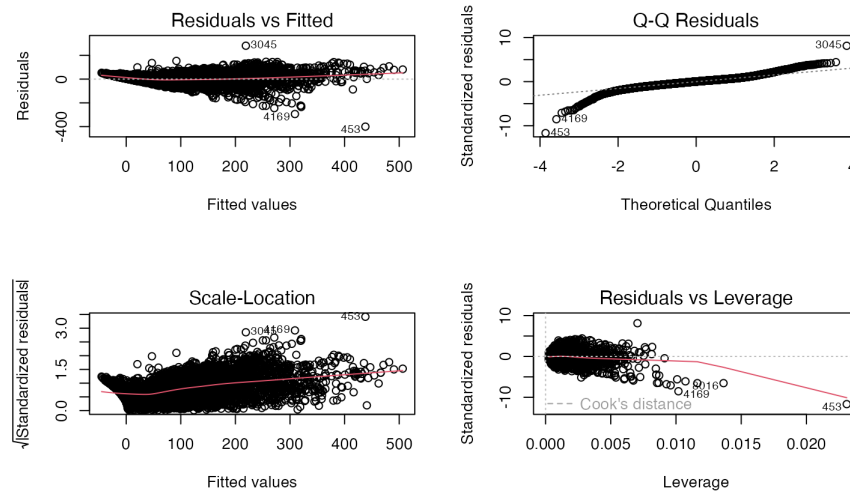 Residuals vs Fitted
Residuals
0
-400
3045
4169
453
0 100 200 300 400 500
Fitted values
Q-Q Residuals
Standardized residuals
10
0
-10
3045
4169
453
-4 -2 0 2 4
Theoretical Quantiles
Scale-Location
√|Standardized residuals|
3.0
1.5
0.0
453
3045
4169
0 100 200 300 400 500
Fitted values
Residuals vs Leverage
Standardized residuals
10
0
-10
4169
453
Cook's distance
0.000 0.005 0.010 0.015 0.020
Leverage